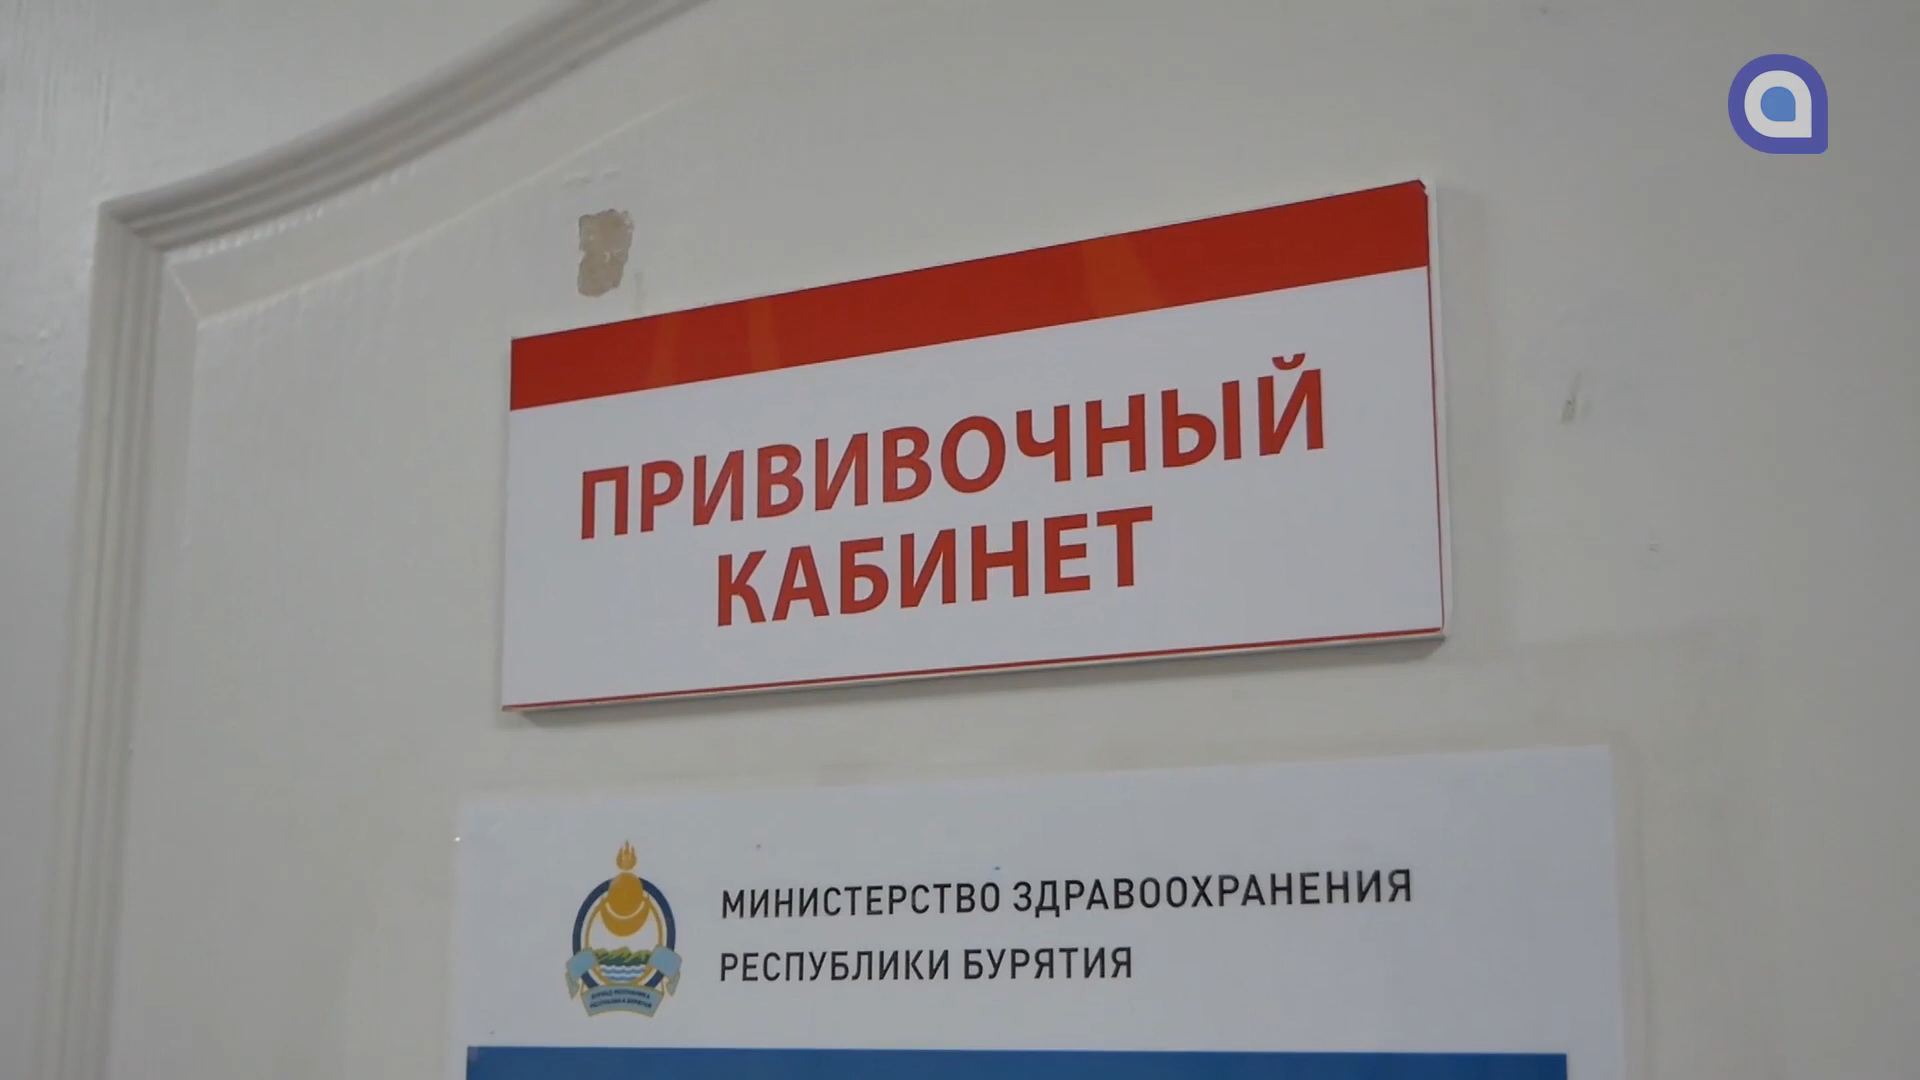 ПРИВИВОЧНЫЙ
КАБИНЕТ
МИНИСТЕРСТВО ЗДРАВООХРАНЕНИЯ
РЕСПУБЛИКИ БУРЯТИЯ